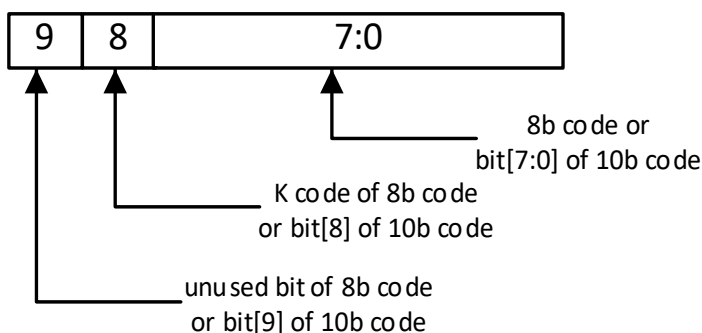 9 8 7:0
8b code or
bit[7:0] of 10b code
K code of 8b code
or bit[8] of 10b code
unused bit of 8b code
or bit[9] of 10b code